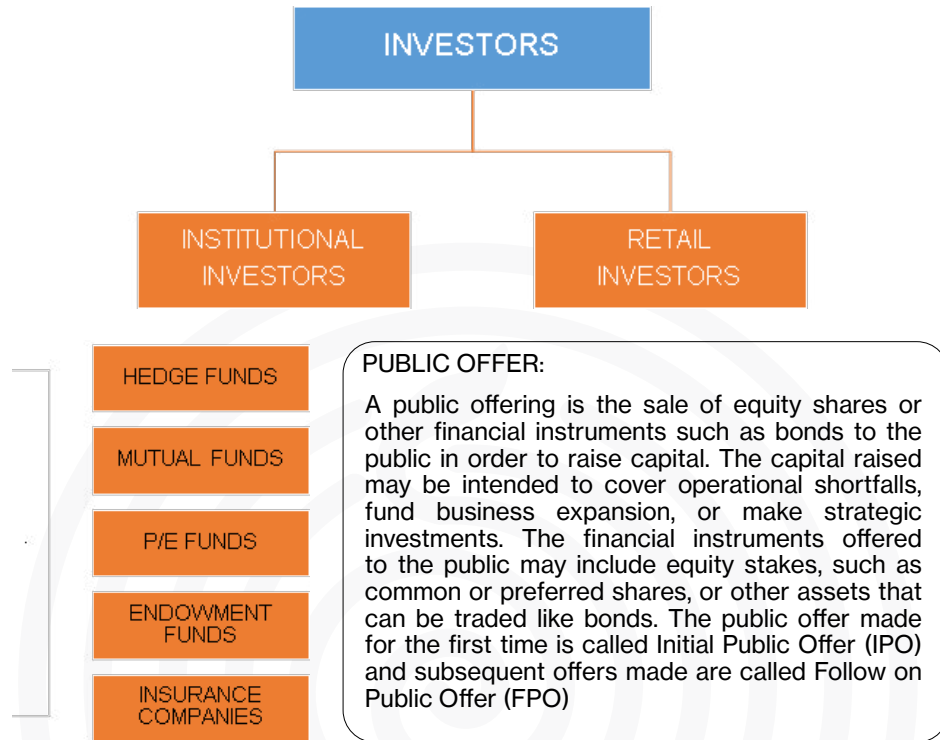 INVESTORS
INSTITUTIONAL
INVESTORS
RETAIL
INVESTORS
HEDGE FUNDS
MUTUAL FUNDS
P/E FUNDS
ENDOWMENT
FUNDS
INSURANCE
COMPANIES
PUBLIC OFFER:
A public offering is the sale of equity shares or
other financial instruments such as bonds to the
public in order to raise capital. The capital raised
may be intended to cover operational shortfalls,
fund business expansion, or make strategic
investments. The financial instruments offered
to the public may include equity stakes, such as
common or preferred shares, or other assets that
can be traded like bonds. The public offer made
for the first time is called Initial Public Offer (IPO)
and subsequent offers made are called Follow on
Public Offer (FPO)